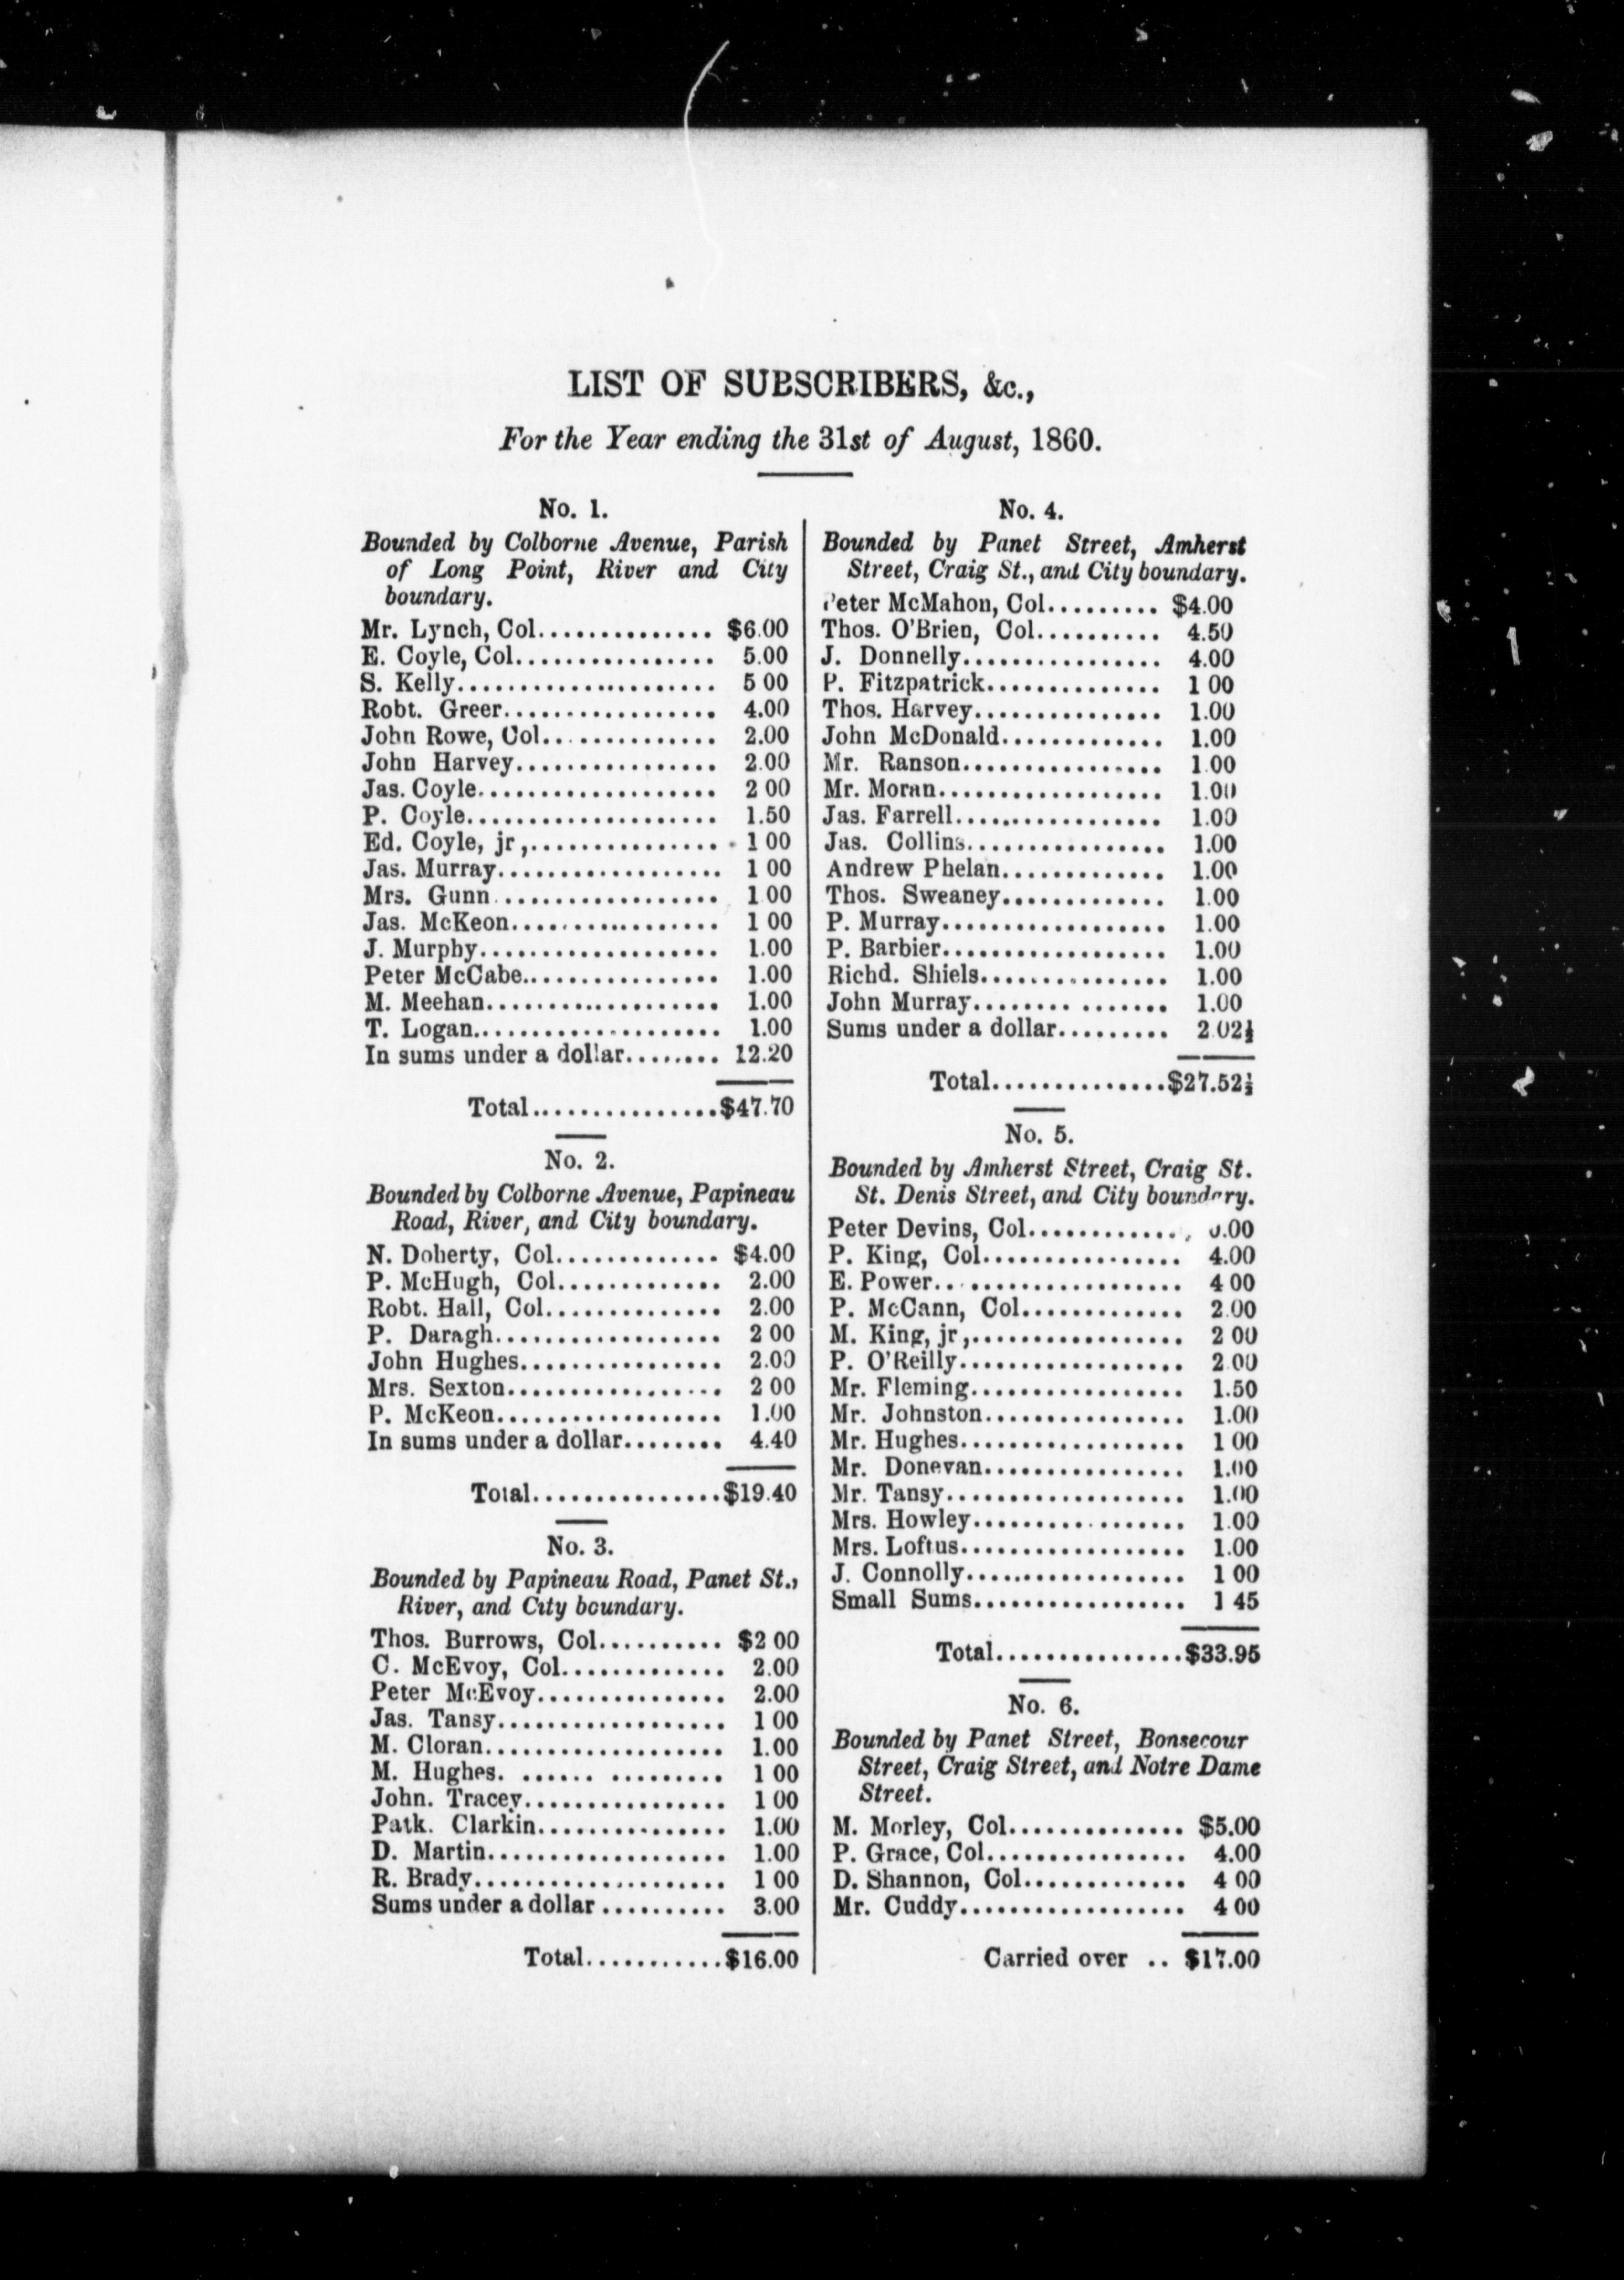 LIST OF SUBSCRIBERS, &c.,
For the Year ending the 31st of August, 1860.
No. 1.
Bounded by Colborne Avenue, Parish
of Long Point, River and City
boundary.
Mr. Lynch, Col.............. $6.00
E. Coyle, Col................ 5.00
S. Kelly..................... 5 00
Robt. Greer................. 4.00
John Rowe, Col.............. 2.00
John Harvey................ 2.00
Jas. Coyle................... 2 00
P. Coyle..................... 1.50
Ed. Coyle, jr,............... 1 00
Jas. Murray.................. 1 00
Mrs. Gunn.................. 1 00
Jas. McKeon................. 1 00
J. Murphy................... 1.00
Peter McCabe................ 1.00
M. Meehan................... 1.00
T. Logan.................... 1.00
In sums under a dollar........ 12.20
Total...............$47.70
No. 2.
Bounded by Colborne Avenue, Papineau
Road, River, and City boundary.
N. Doherty, Col............. $4.00
P. McHugh, Col............. 2.00
Robt. Hall, Col.............. 2.00
P. Daragh.................. 2 00
John Hughes................ 2.00
Mrs. Sexton................. 2 00
P. McKeon.................. 1.00
In sums under a dollar........ 4.40
Total...............$19.40
No. 3.
Bounded by Papineau Road, Panet St.,
River, and City boundary.
Thos. Burrows, Col.......... $2 00
C. McEvoy, Col............. 2.00
Peter McEvoy............... 2.00
Jas. Tansy.................. 1 00
M. Cloran................... 1.00
M. Hughes. ...... ......... 1 00
John. Tracey................ 1 00
Patk. Clarkin............... 1.00
D. Martin................... 1.00
R. Brady.................... 1 00
Sums under a dollar .......... 3.00
Total...........$16.00
No. 4.
Bounded by Panet Street, Amherst
Street, Craig St., and City boundary.
Peter McMahon, Col......... $4.00
Thos. O'Brien, Col.......... 4.50
J. Donnelly................ 4.00
P. Fitzpatrick.............. 1 00
Thos. Harvey............... 1.00
John McDonald............. 1.00
Mr. Ranson................ 1.00
Mr. Moran.................. 1.00
Jas. Farrell................. 1.00
Jas. Collins................ 1.00
Andrew Phelan............. 1.00
Thos. Sweaney............. 1.00
P. Murray.................. 1.00
P. Barbier.................. 1.00
Richd. Shiels............... 1.00
John Murray........ ....... 1.00
Sums under a dollar......... 2.02½
Total..............$27.52½
No. 5.
Bounded by Amherst Street, Craig St.
St. Denis Street, and City boundary.
Peter Devins, Col............
P. King, Col................ 4.00
E. Power.................... 4 00
P. McCann, Col............. 2.00
M. King, jr,................. 2 00
P. O'Reilly.................. 2.00
Mr. Fleming................. 1.50
Mr. Johnston................ 1.00
Mr. Hughes.................. 1 00
Mr. Donevan................ 1.00
Mr. Tansy................... 1.00
Mrs. Howley................. 1.00
Mrs. Loftus.................. 1.00
J. Connolly.................. 1 00
Small Sums................. 1 45
Total...............$33.95
No. 6.
Bounded by Panet Street, Bonsecour
Street, Craig Street, and Notre Dame
Street.
M. Morley, Col.............. $5.00
P. Grace, Col................ 4.00
D. Shannon, Col............. 4 00
Mr. Cuddy.................. 4 00
Carried over .. $17.00